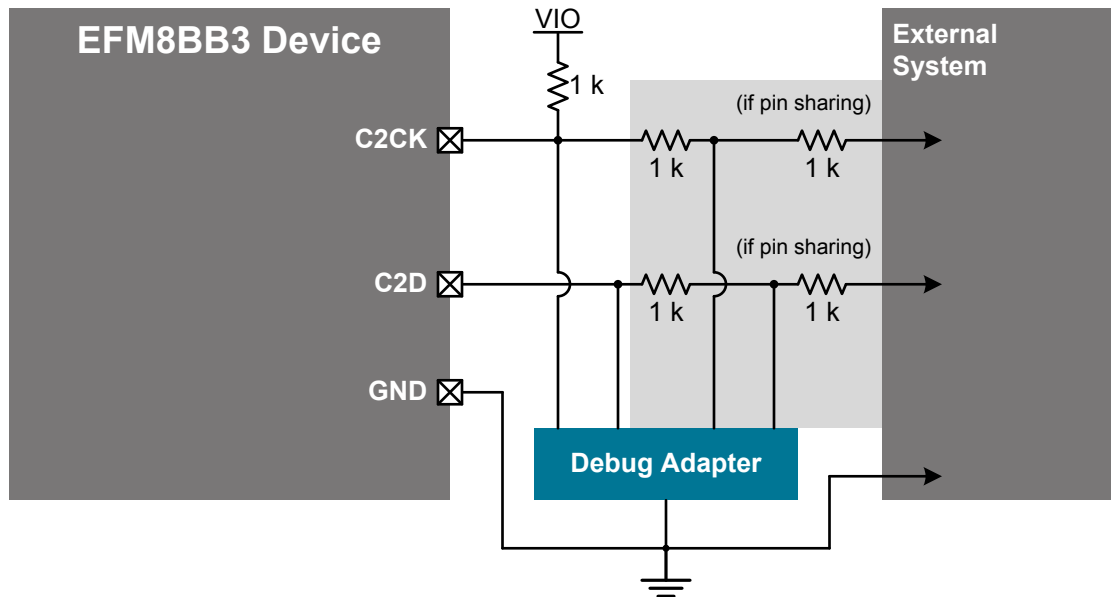 EFM8BB3 Device
VIO
External
System
1 k
(if pin sharing)
C2CK
1 k
1 k
(if pin sharing)
C2D
1 k
1 k
GND
Debug Adapter